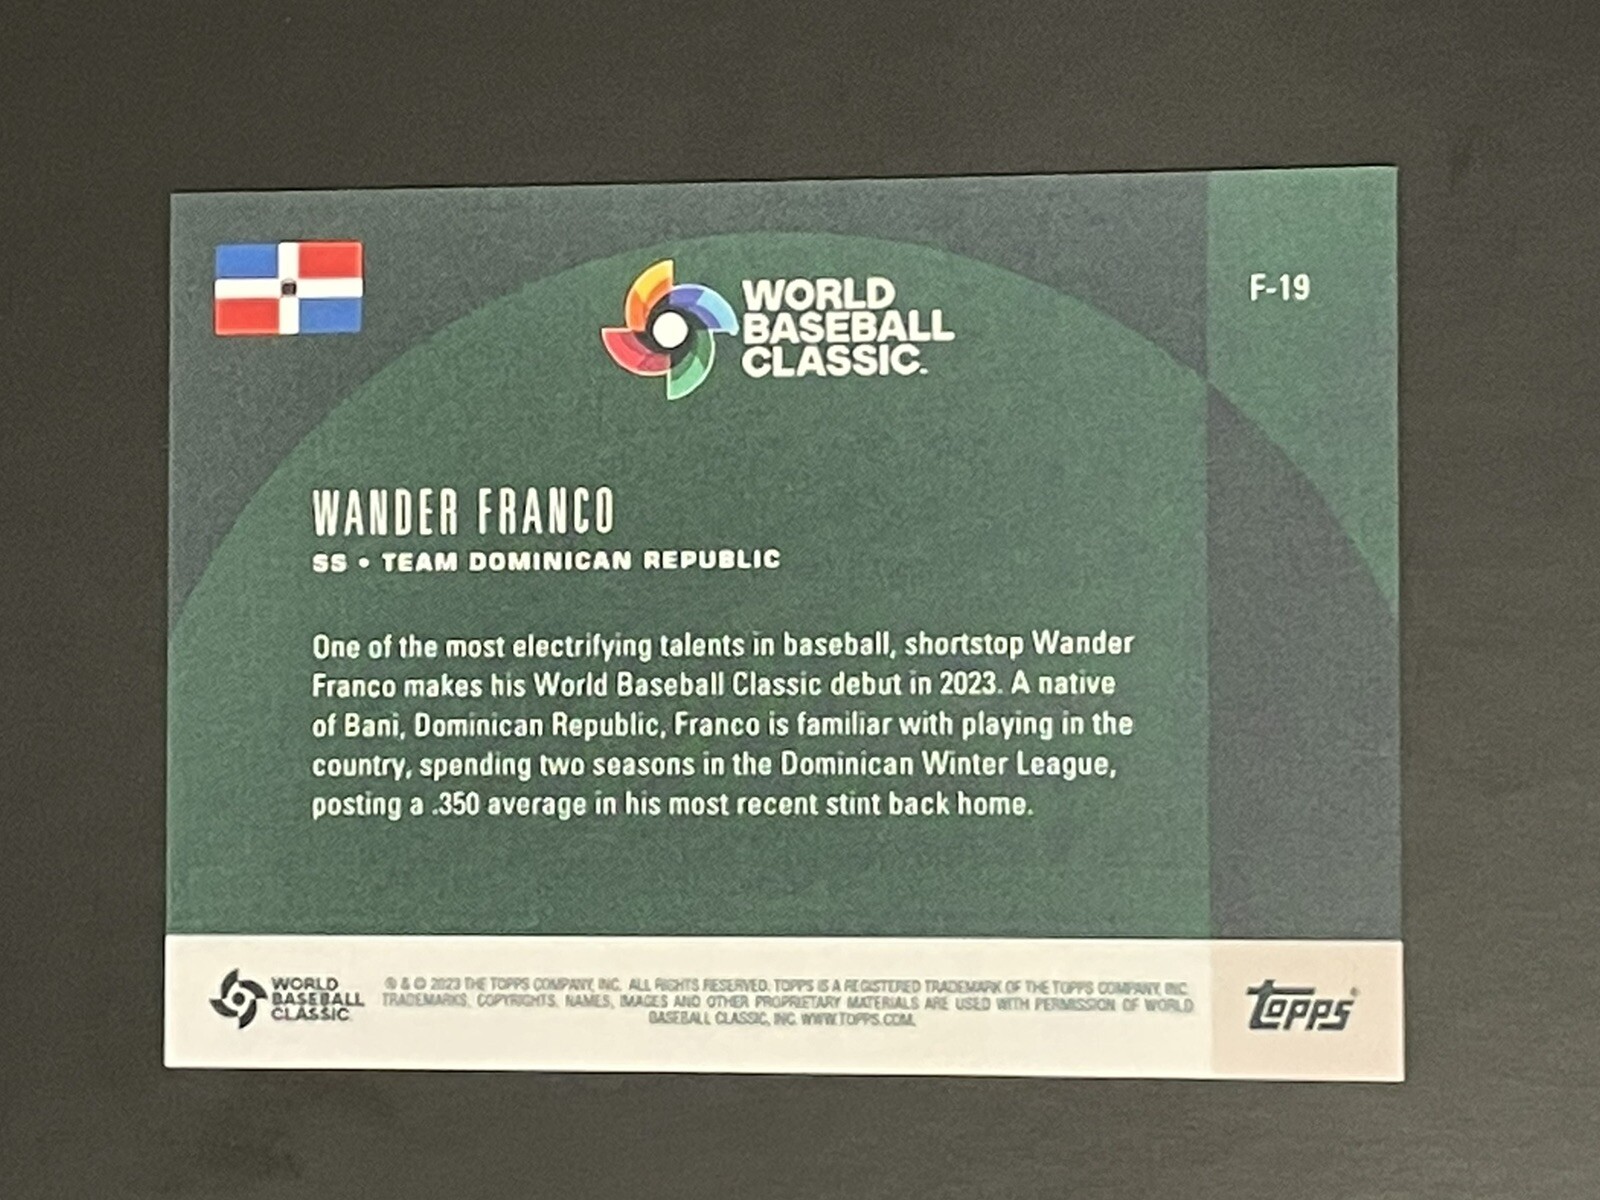 F-19
WORLD
BASEBALL
CLASSIC.
WANDER FRANCO
SS • TEAM DOMINICAN REPUBLIC
One of the most electrifying talents in baseball, shortstop Wander
Franco makes his World Baseball Classic debut in 2023. A native
of Bani, Dominican Republic, Franco is familiar with playing in the
country, spending two seasons in the Dominican Winter League,
posting a .350 average in his most recent stint back home.
WORLD
BASEBALL
CLASSIC
® & © 2023 THE TOPPS COMPANY, INC. ALL RIGHTS RESERVED. TOPPS IS A REGISTERED TRADEMARK OF THE TOPPS COMPANY, INC.
TRADEMARKS, COPYRIGHTS, NAMES, IMAGES AND OTHER PROPRIETARY MATERIALS ARE USED WITH PERMISSION OF WORLD
BASEBALL CLASSIC, INC. WWW.TOPPS.COM.
topps®